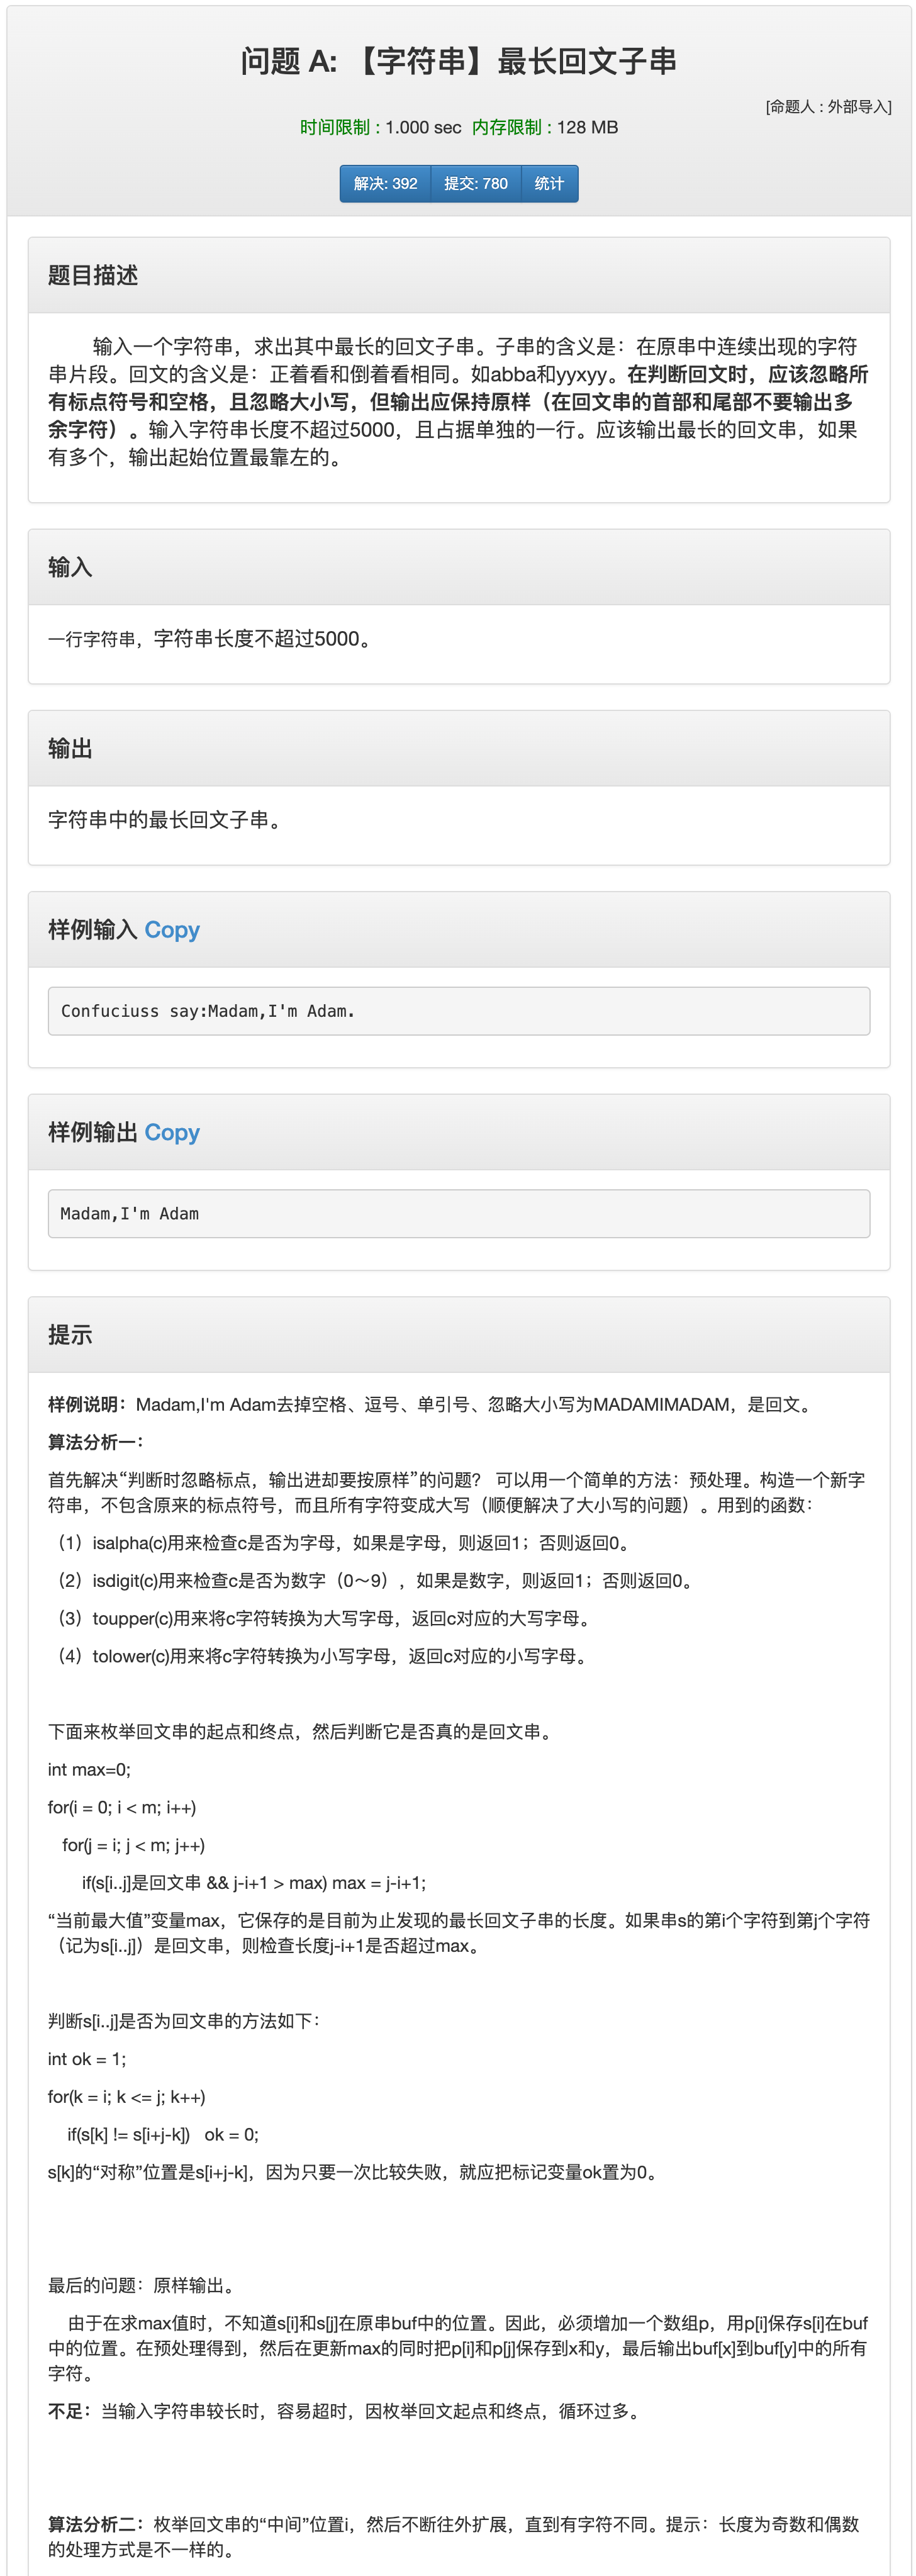 问题 A: 【字符串】最长回文子串
[命题人 : 外部导入]
时间限制 : 1.000 sec 内存限制 : 128 MB
解决: 392 提交: 780 统计
题目描述
输入一个字符串，求出其中最长的回文子串。子串的含义是：在原串中连续出现的字符
串片段。回文的含义是：正着看和倒着看相同。如abba和yyxyy。在判断回文时，应该忽略所
有标点符号和空格，且忽略大小写，但输出应保持原样（在回文串的首部和尾部不要输出多
余字符）。输入字符串长度不超过5000，且占据单独的一行。应该输出最长的回文串，如果
有多个，输出起始位置最靠左的。
输入
一行字符串，字符串长度不超过5000。
输出
字符串中的最长回文子串。
样例输入 Copy
Confuciuss say:Madam,I'm Adam.
样例输出 Copy
Madam,I'm Adam
提示
样例说明：Madam,I'm Adam去掉空格、逗号、单引号、忽略大小写为MADAMIMADAM，是回文。
算法分析一：
首先解决“判断时忽略标点，输出进却要按原样”的问题？ 可以用一个简单的方法：预处理。构造一个新字
符串，不包含原来的标点符号，而且所有字符变成大写（顺便解决了大小写的问题）。用到的函数：
（1）isalpha(c)用来检查c是否为字母，如果是字母，则返回1；否则返回0。
（2）isdigit(c)用来检查c是否为数字（0～9），如果是数字，则返回1；否则返回0。
（3）toupper(c)用来将c字符转换为大写字母，返回c对应的大写字母。
（4）tolower(c)用来将c字符转换为小写字母，返回c对应的小写字母。
下面来枚举回文串的起点和终点，然后判断它是否真的是回文串。
int max=0;
for(i = 0; i < m; i++)
for(j = i; j < m; j++)
if(s[i..j]是回文串 && j-i+1 > max) max = j-i+1;
“当前最大值”变量max，它保存的是目前为止发现的最长回文子串的长度。如果串s的第i个字符到第j个字符
（记为s[i..j]）是回文串，则检查长度j-i+1是否超过max。
判断s[i..j]是否为回文串的方法如下：
int ok = 1;
for(k = i; k <= j; k++)
if(s[k] != s[i+j-k]) ok = 0;
s[k]的“对称”位置是s[i+j-k]，因为只要一次比较失败，就应把标记变量ok置为0。
最后的问题：原样输出。
由于在求max值时，不知道s[i]和s[j]在原串buf中的位置。因此，必须增加一个数组p，用p[i]保存s[i]在buf
中的位置。在预处理得到，然后在更新max的同时把p[i]和p[j]保存到x和y，最后输出buf[x]到buf[y]中的所有
字符。
不足：当输入字符串较长时，容易超时，因枚举回文起点和终点，循环过多。
算法分析二：枚举回文串的“中间”位置i，然后不断往外扩展，直到有字符不同。提示：长度为奇数和偶数
的处理方式是不一样的。